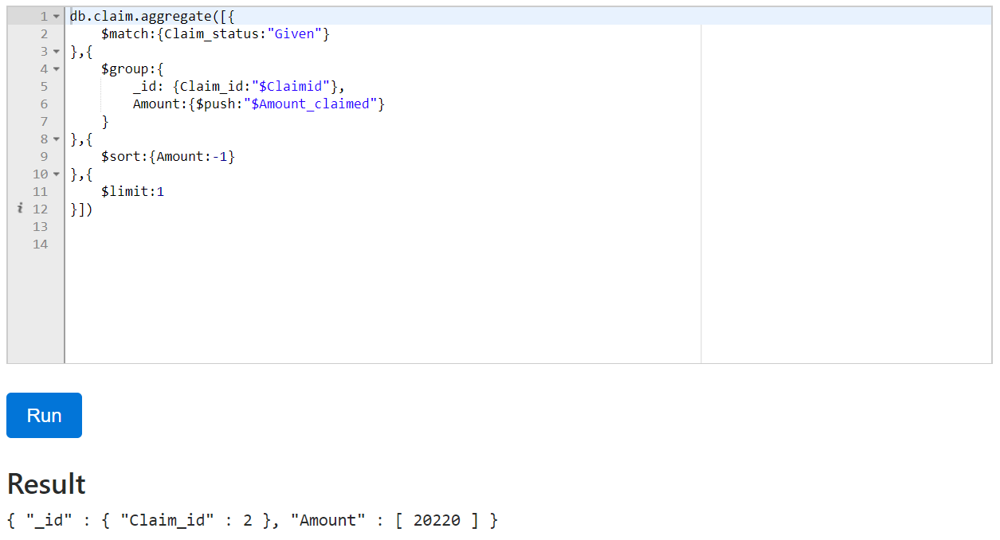 1 db.claim.aggregate([{
2     $match:{Claim_status:"Given"}
3 },{
4     $group:{
5         _id: {Claim_id:"$Claimid"},
6         Amount:{$push:"$Amount_claimed"}
7     }
8 },{
9     $sort:{Amount:-1}
10 },{
11     $limit:1
i 12 }])
13
14
Run
Result
{ "_id" : { "Claim_id" : 2 }, "Amount" : [ 20220 ] }